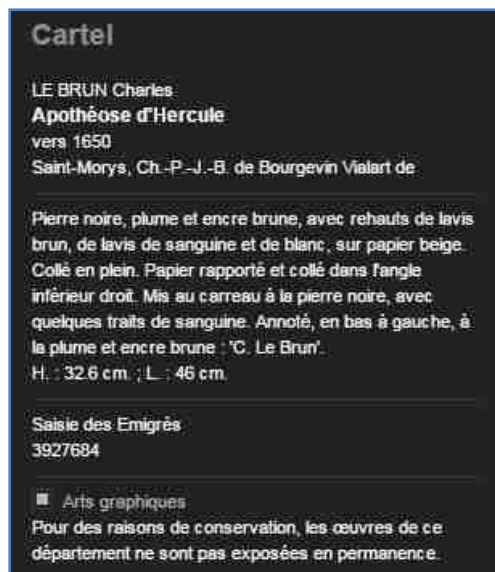 Cartel
LE BRUN Charles
Apothéose d'Hercule
vers 1650
Saint-Morys, Ch.-P.-J.-B. de Bourgevin Vialart de
Pierre noire, plume et encre brune, avec rehauts de lavis
brun, de lavis de sanguine et de blanc, sur papier beige.
Collé en plein. Papier rapporté et collé dans l'angle
inférieur droit. Mis au carreau à la pierre noire, avec
quelques traits de sanguine. Annoté, en bas à gauche, à
la plume et encre brune : 'C. Le Brun'.
H. : 32.6 cm. ; L. : 46 cm.
Saisie des Emigrés
3927684
Arts graphiques
Pour des raisons de conservation, les œuvres de ce
département ne sont pas exposées en permanence.